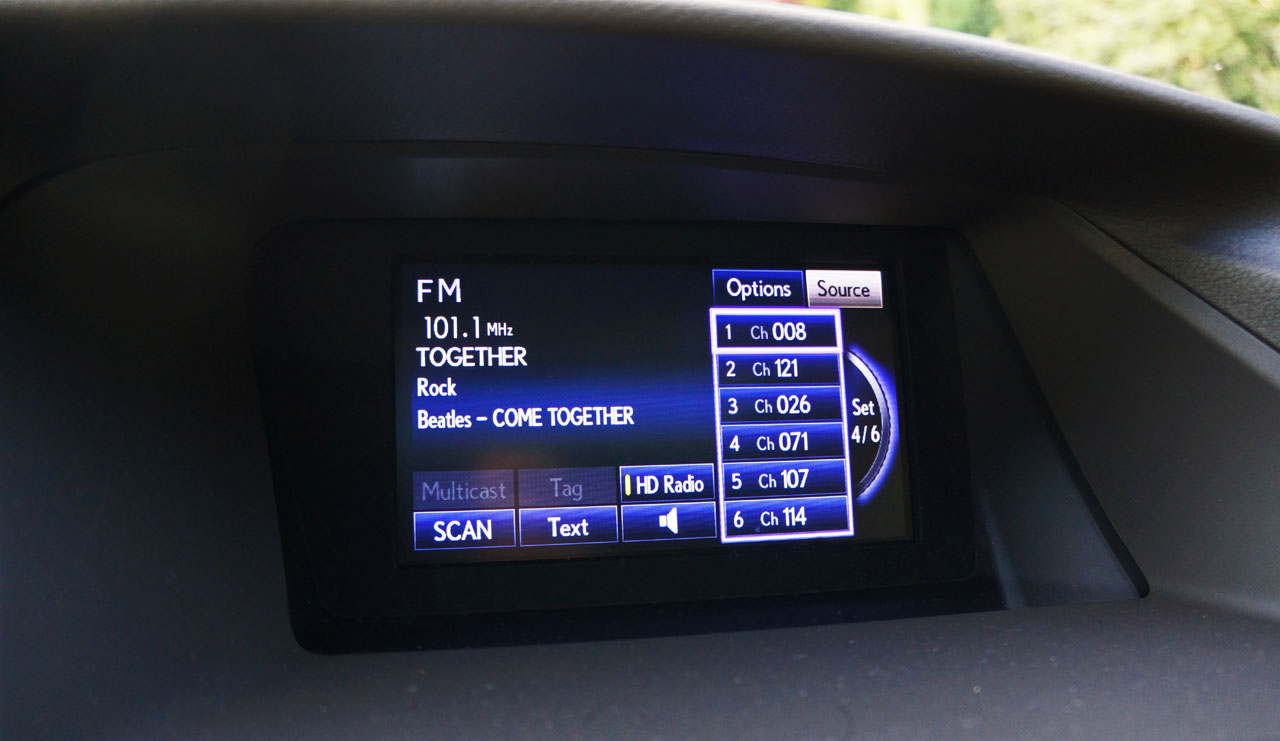 FM
101.1 MHz
TOGETHER
Rock
Beatles – COME TOGETHER
Multicast Tag HD Radio
SCAN Text
Options Source
1 Ch 008
2 Ch 121
3 Ch 026
4 Ch 071
5 Ch 107
6 Ch 114
Set
4/6